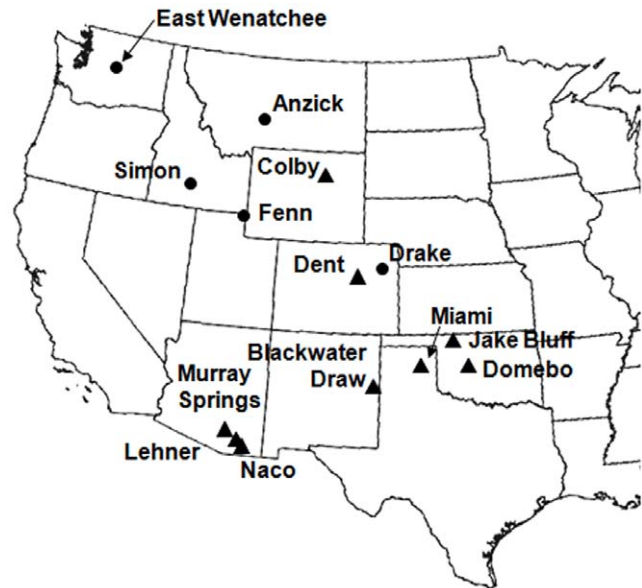 East Wenatchee
Anzick
Simon
Colby
Fenn
Dent
Drake
Miami
Blackwater
Draw
Jake Bluff
Domebo
Murray
Springs
Lehner
Naco